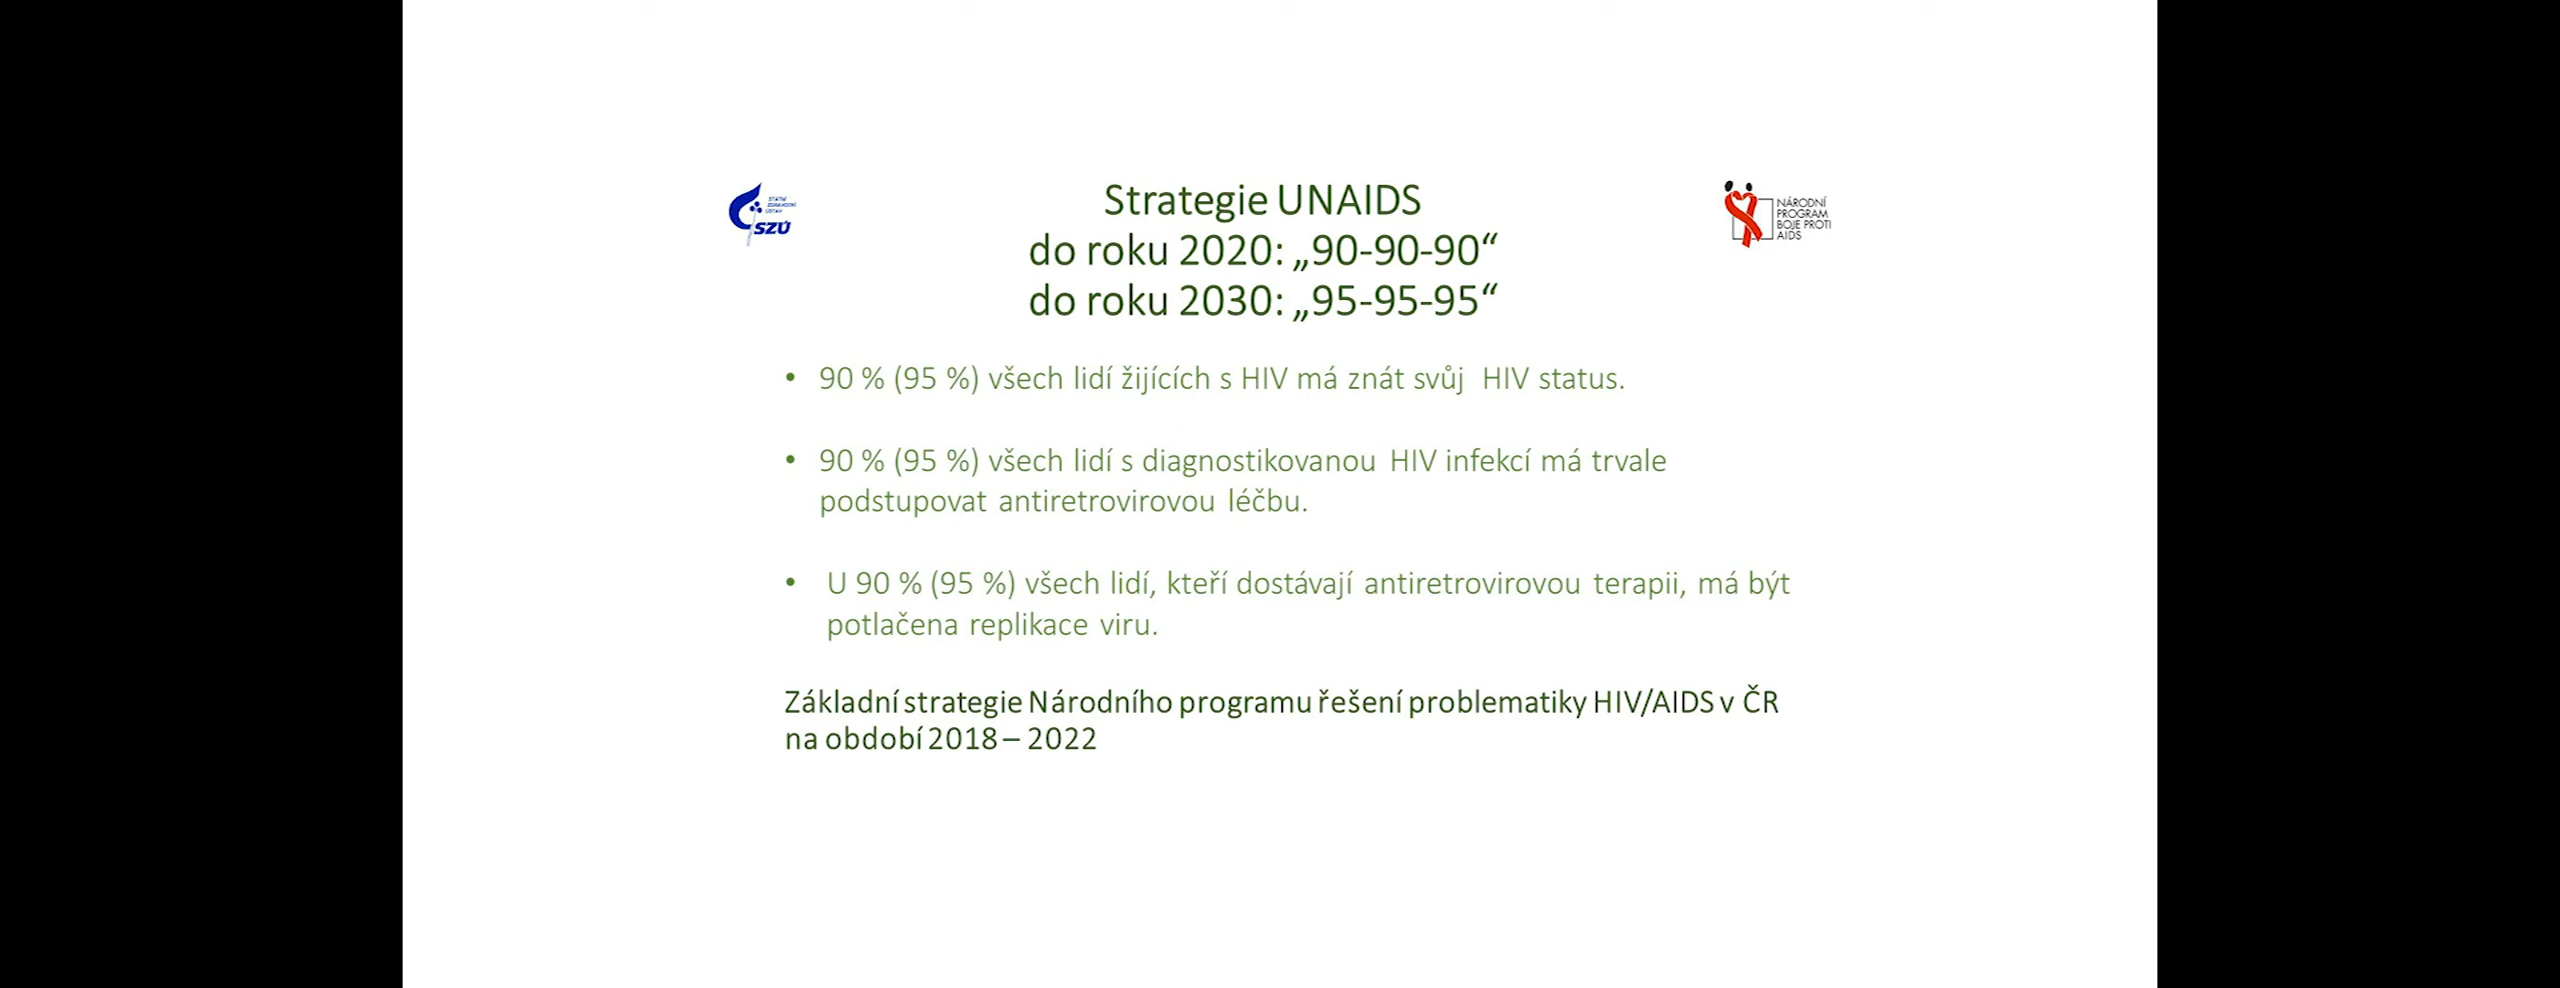 STÁTNÍ
ZDRAVOTNÍ
ÚSTAV
SZÚ
Strategie UNAIDS
do roku 2020: „90-90-90“
do roku 2030: „95-95-95“
NÁRODNÍ
PROGRAM
BOJE PROTI
AIDS
• 90 % (95 %) všech lidí žijících s HIV má znát svůj HIV status.
• 90 % (95 %) všech lidí s diagnostikovanou HIV infekcí má trvale
podstupovat antiretrovirovou léčbu.
• U 90 % (95 %) všech lidí, kteří dostávají antiretrovirovou terapii, má být
potlačena replikace viru.
Základní strategie Národního programu řešení problematiky HIV/AIDS v ČR
na období 2018 – 2022